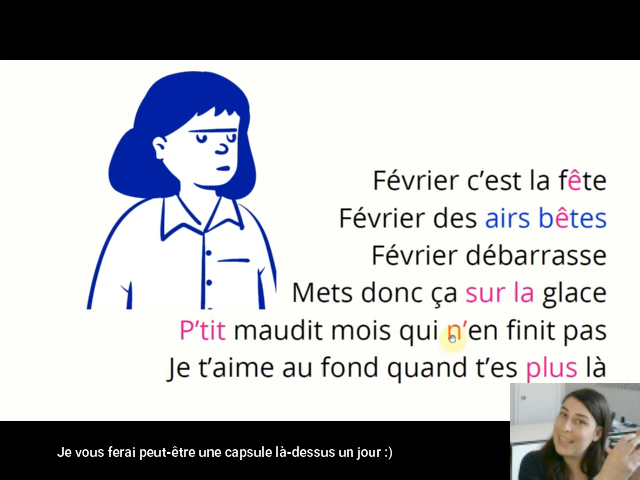 Février c’est la fête
Février des airs bêtes
Février débarrasse
Mets donc ça sur la glace
P’tit maudit mois qui n’en finit pas
Je t’aime au fond quand t’es plus là
Je vous ferai peut-être une capsule là-dessus un jour :)